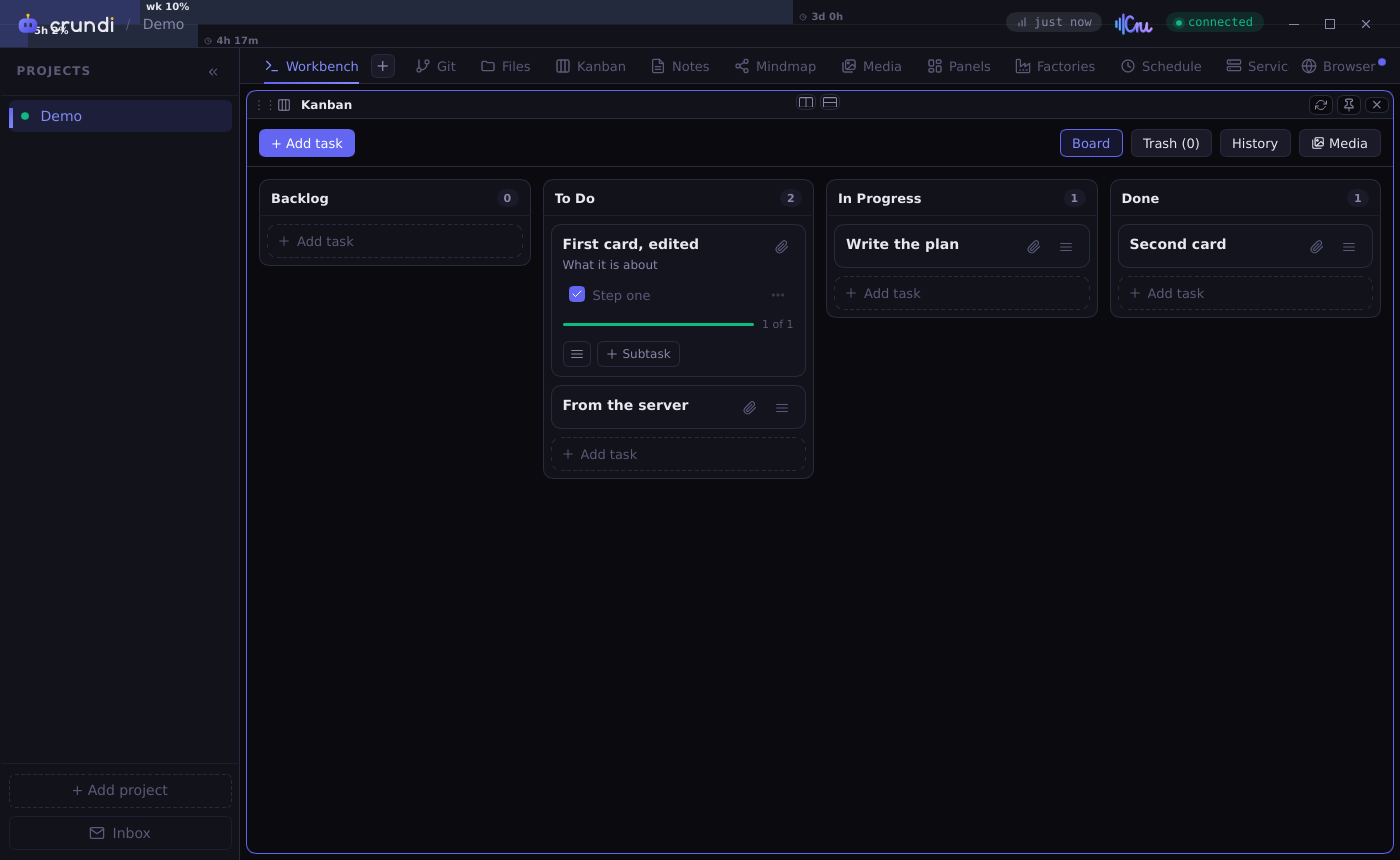 wk 10%
5h 2%
crundi / Demo
3d 0h
4h 17m
just now
Cru
connected
PROJECTS
Demo
Workbench
Git
Files
Kanban
Notes
Mindmap
Media
Panels
Factories
Schedule
Servic
Browser
Kanban
+ Add task
Board
Trash (0)
History
Media
Backlog 0
+ Add task
To Do 2
First card, edited
What it is about
Step one
1 of 1
+ Subtask
From the server
+ Add task
In Progress 1
Write the plan
+ Add task
Done 1
Second card
+ Add task
+ Add project
Inbox